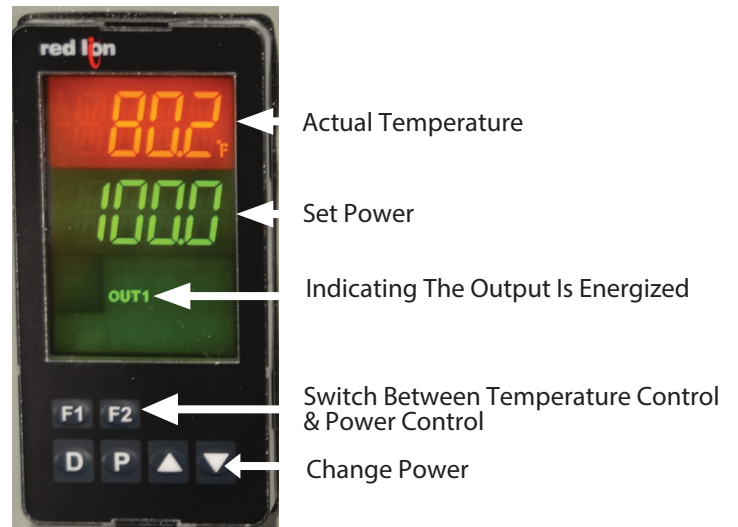 red lion
80.2 °F
Actual Temperature
100.0
Set Power
OUT1
Indicating The Output Is Energized
F1 F2
Switch Between Temperature Control
& Power Control
D P
Change Power